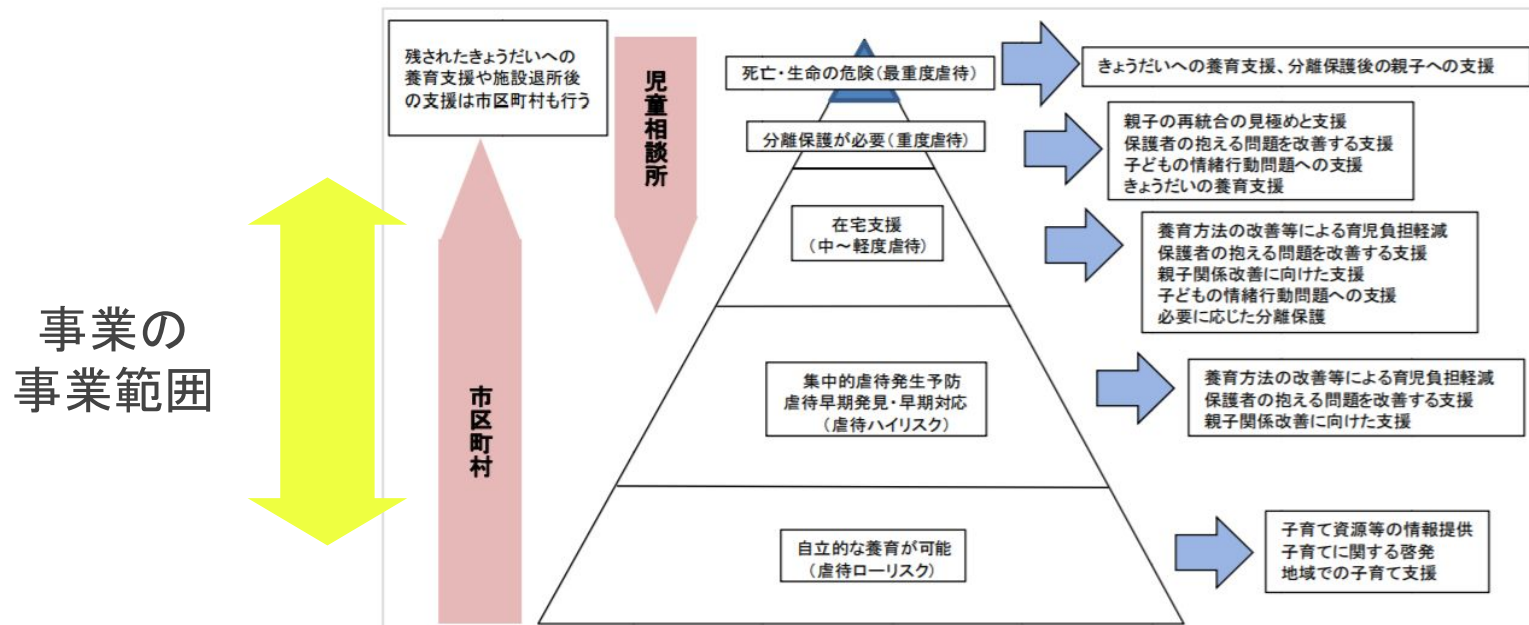 事業の
事業範囲
残されたきょうだいへの
養育支援や施設退所後
の支援は市区町村も行う
市区町村
児童相談所
死亡・生命の危険(最重度虐待)
きょうだいへの養育支援、分離保護後の親子への支援
分離保護が必要(重度虐待)
親子の再統合の見極めと支援
保護者の抱える問題を改善する支援
子どもの情緒行動問題への支援
きょうだいの養育支援
在宅支援
(中～軽度虐待)
養育方法の改善等による育児負担軽減
保護者の抱える問題を改善する支援
親子関係改善に向けた支援
子どもの情緒行動問題への支援
必要に応じた分離保護
集中的虐待発生予防
虐待早期発見・早期対応
(虐待ハイリスク)
養育方法の改善等による育児負担軽減
保護者の抱える問題を改善する支援
親子関係改善に向けた支援
自立的な養育が可能
(虐待ローリスク)
子育て資源等の情報提供
子育てに関する啓発
地域での子育て支援